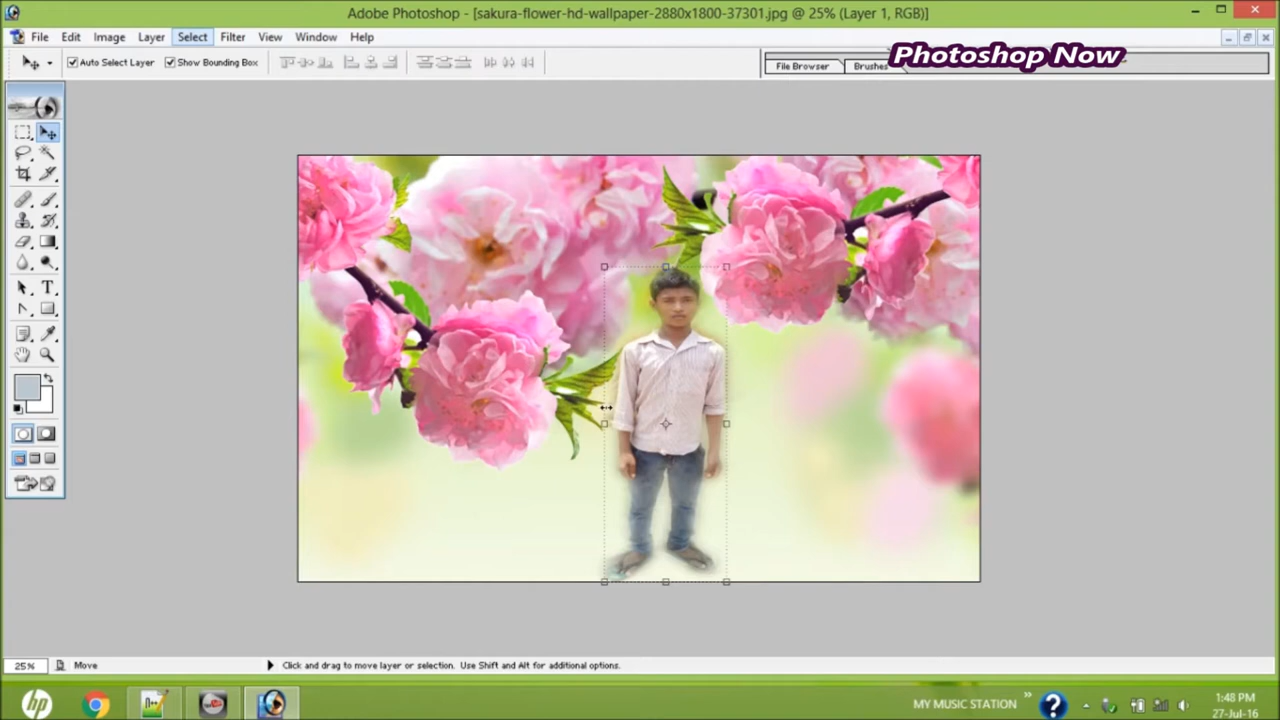 Adobe Photoshop - [sakura-flower-hd-wallpaper-2880x1800-37301.jpg @ 25% (Layer 1, RGB)]
File Edit Image Layer Select Filter View Window Help
Auto Select Layer Show Bounding Box File Browser Brushes
Photoshop Now
25% Move Click and drag to move layer or selection. Use Shift and Alt for additional options.
MY MUSIC STATION
1:48 PM
27-Jul-16